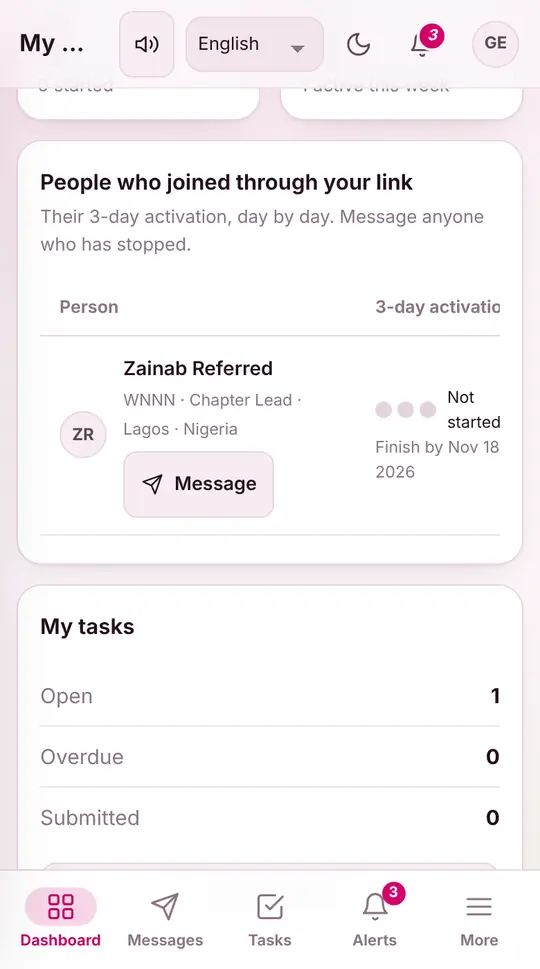 My ...
English
3
GE
People who joined through your link
Their 3-day activation, day by day. Message anyone
who has stopped.
Person
3-day activatio
Zainab Referred
WNNN · Chapter Lead ·
Lagos · Nigeria
ZR
Message
Not
started
Finish by Nov 18
2026
My tasks
Open
1
Overdue
0
Submitted
0
3
Dashboard
Messages
Tasks
Alerts
More